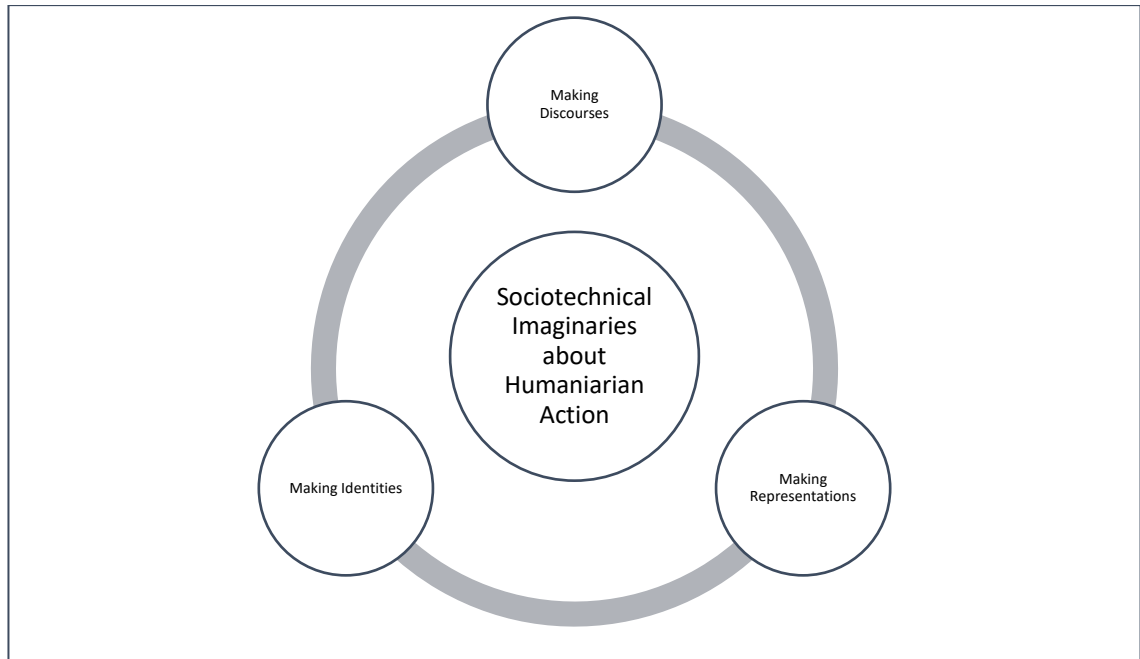 Making
Discourses
Sociotechnical
Imaginaries
about
Humaniarian
Action
Making Identities
Making
Representations